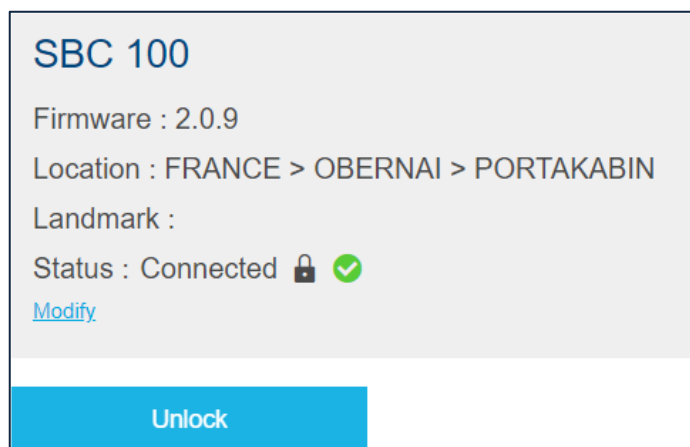 SBC 100
Firmware : 2.0.9
Location : FRANCE > OBERNAI > PORTAKABIN
Landmark :
Status : Connected
Modify
Unlock